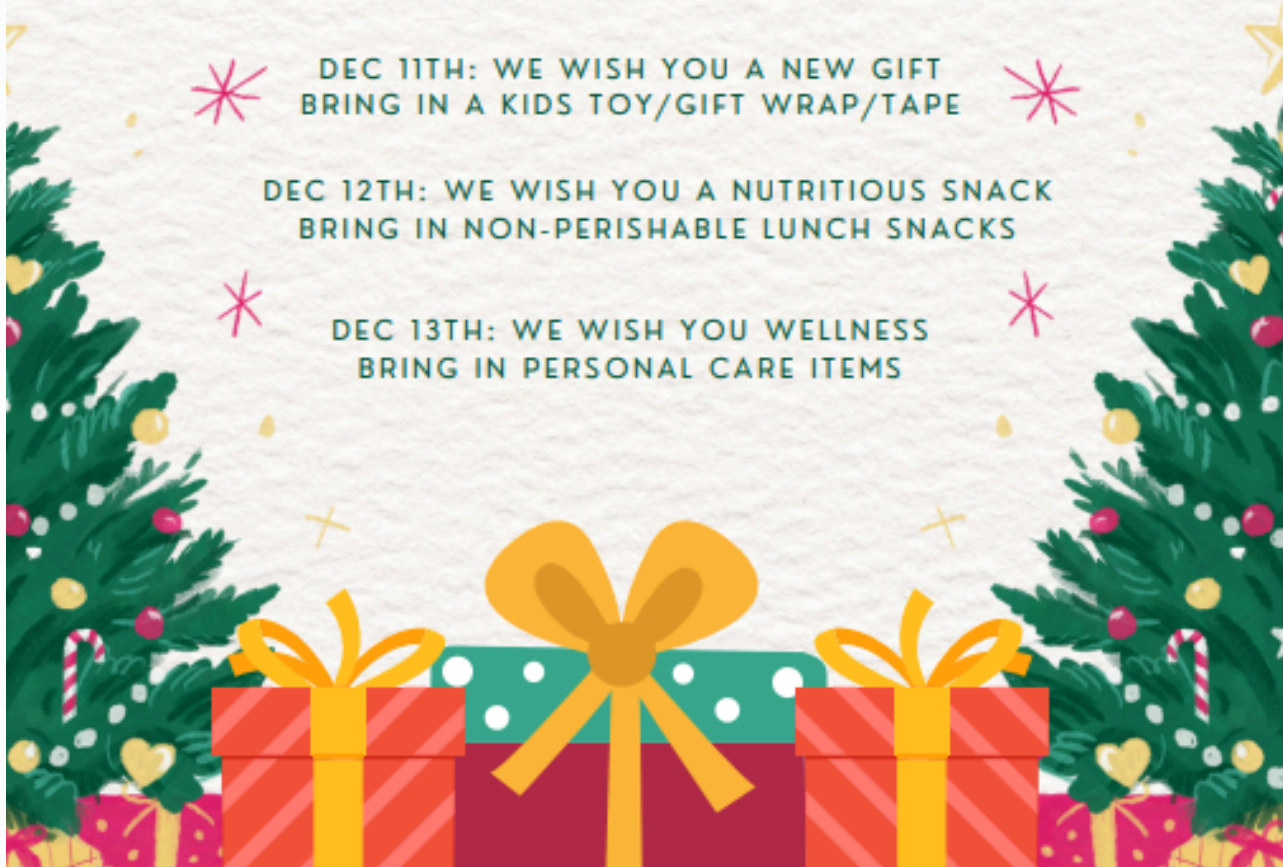 DEC 11TH: WE WISH YOU A NEW GIFT
BRING IN A KIDS TOY/GIFT WRAP/TAPE
DEC 12TH: WE WISH YOU A NUTRITIOUS SNACK
BRING IN NON-PERISHABLE LUNCH SNACKS
DEC 13TH: WE WISH YOU WELLNESS
BRING IN PERSONAL CARE ITEMS